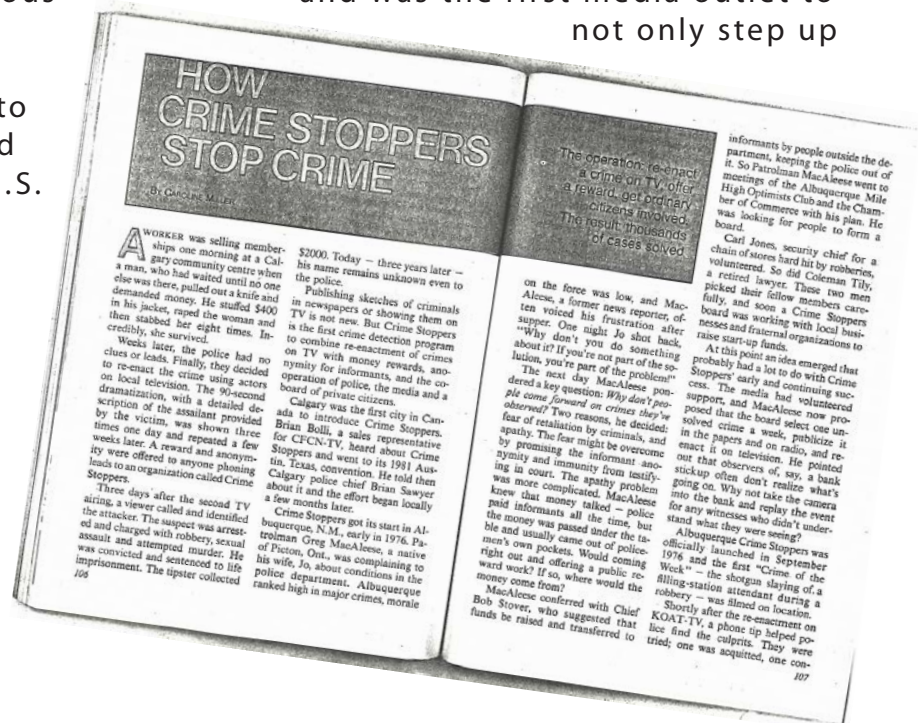 and was the first media outlet to
not only step up
to
d
.S.
HOW
CRIME STOPPERS
STOP CRIME
BY CAROLINE MILLER
The operation: re-enact
a crime on TV, offer
a reward, get ordinary
citizens involved.
The result: thousands
of cases solved
A WORKER was selling member-
ships one morning at a Cal-
gary community centre when
a man, who had waited until no one
else was there, pulled out a knife and
demanded money. He stuffed $400
in his jacket, raped the woman and
then stabbed her eight times. In-
credibly, she survived.
Weeks later, the police had no
clues or leads. Finally, they decided
to re-enact the crime using actors
on local television. The 90-second
dramatization, with a detailed de-
scription of the assailant provided
by the victim, was shown three
times one day and repeated a few
weeks later. A reward and anonym-
ity were offered to anyone phoning
leads to an organization called Crime
Stoppers.
Three days after the second TV
airing, a viewer called and identified
the attacker. The suspect was arrest-
ed and charged with robbery, sexual
assault and attempted murder. He
was convicted and sentenced to life
imprisonment. The tipster collected
106
$2000. Today — three years later —
his name remains unknown even to
the police.
Publishing sketches of criminals
in newspapers or showing them on
TV is not new. But Crime Stoppers
is the first crime detection program
to combine re-enactment of crimes
on TV with money rewards, ano-
nymity for informants, and the co-
operation of police, the media and a
board of private citizens.
Calgary was the first city in Can-
ada to introduce Crime Stoppers.
Brian Bolli, a sales representative
for CFCN-TV, heard about Crime
Stoppers and went to its 1981 Aus-
tin, Texas, convention. He told then
Calgary police chief Brian Sawyer
about it and the effort began locally
a few months later.
Crime Stoppers got its start in Al-
buquerque, N.M., early in 1976. Pa-
trolman Greg MacAleese, a native
of Picton, Ont., was complaining to
his wife, Jo, about conditions in the
police department. Albuquerque
ranked high in major crimes, morale
on the force was low, and Mac-
Aleese, a former news reporter, of-
ten voiced his frustration after
supper. One night Jo shot back,
"Why don't you do something
about it? If you're not part of the so-
lution, you're part of the problem!"
The next day MacAleese pon-
dered a key question: Why don't peo-
ple come forward on crimes they've
observed? Two reasons, he decided:
fear of retaliation by criminals, and
apathy. The fear might be overcome
by promising the informant ano-
nymity and immunity from testify-
ing in court. The apathy problem
was more complicated. MacAleese
knew that money talked — police
paid informants all the time, but
the money was passed under the ta-
ble and usually came out of police-
men's own pockets. Would coming
right out and offering a public re-
ward work? If so, where would the
money come from?
MacAleese conferred with Chief
Bob Stover, who suggested that
funds be raised and transferred to
informants by people outside the de-
partment, keeping the police out of
it. So Patrolman MacAleese went to
meetings of the Albuquerque Mile
High Optimists Club and the Cham-
ber of Commerce with his plan. He
was looking for people to form a
board.
Carl Jones, security chief for a
chain of stores hard hit by robberies,
volunteered. So did Coleman Tily,
a retired lawyer. These two men
picked their fellow members care-
fully, and soon a Crime Stoppers
board was working with local busi-
nesses and fraternal organizations to
raise start-up funds.
At this point an idea emerged that
probably had a lot to do with Crime
Stoppers' early and continuing suc-
cess. The media had volunteered
support, and MacAleese now pro-
posed that the board select one un-
solved crime a week, publicize it
in the papers and on radio, and re-
enact it on television. He pointed
out that observers of, say, a bank
stickup often don't realize what's
going on. Why not take the camera
into the bank and replay the event
for any witnesses who didn't under-
stand what they were seeing?
Albuquerque Crime Stoppers was
officially launched in September
1976 and the first "Crime of the
Week" — the shotgun slaying of a
filling-station attendant during a
robbery — was filmed on location.
Shortly after the re-enactment on
KOAT-TV, a phone tip helped po-
lice find the culprits. They were
tried; one was acquitted, one con-
107